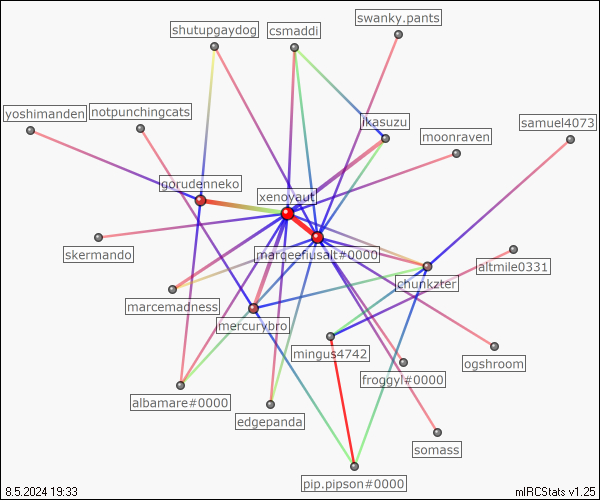 swanky.pants
shutupgaydog
csmaddi
yoshimanden
notpunchingcats
ikasuzu
samuel4073
moonraven
gorudenneko
xenoyaut
skermando
marqeefiusalt#0000
altmile0331
chunkzter
marcemadness
mercurybro
mingus4742
ogshroom
froggyl#0000
albamare#0000
edgepanda
somass
pip.pipson#0000
8.5.2024 19:33
mIRCStats v1.25